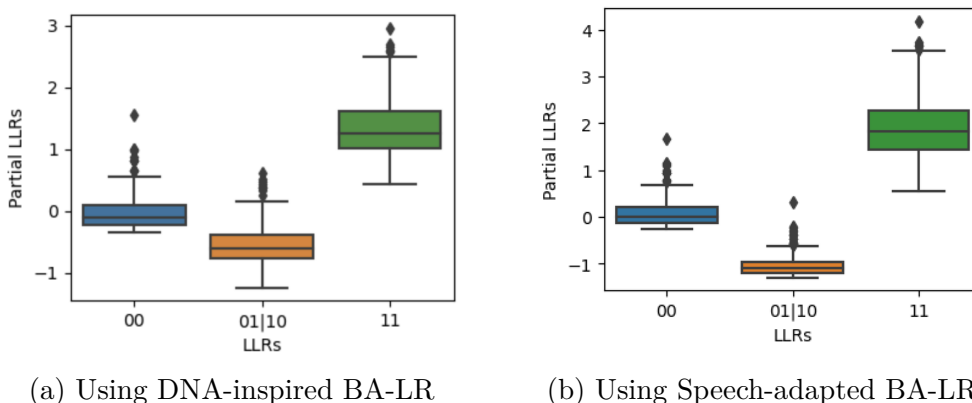 3
2
1
0
−1
Partial LLRs
00
01|10
11
LLRs
4
3
2
1
0
−1
Partial LLRs
00
01|10
11
LLRs
(a) Using DNA-inspired BA-LR
(b) Using Speech-adapted BA-LR